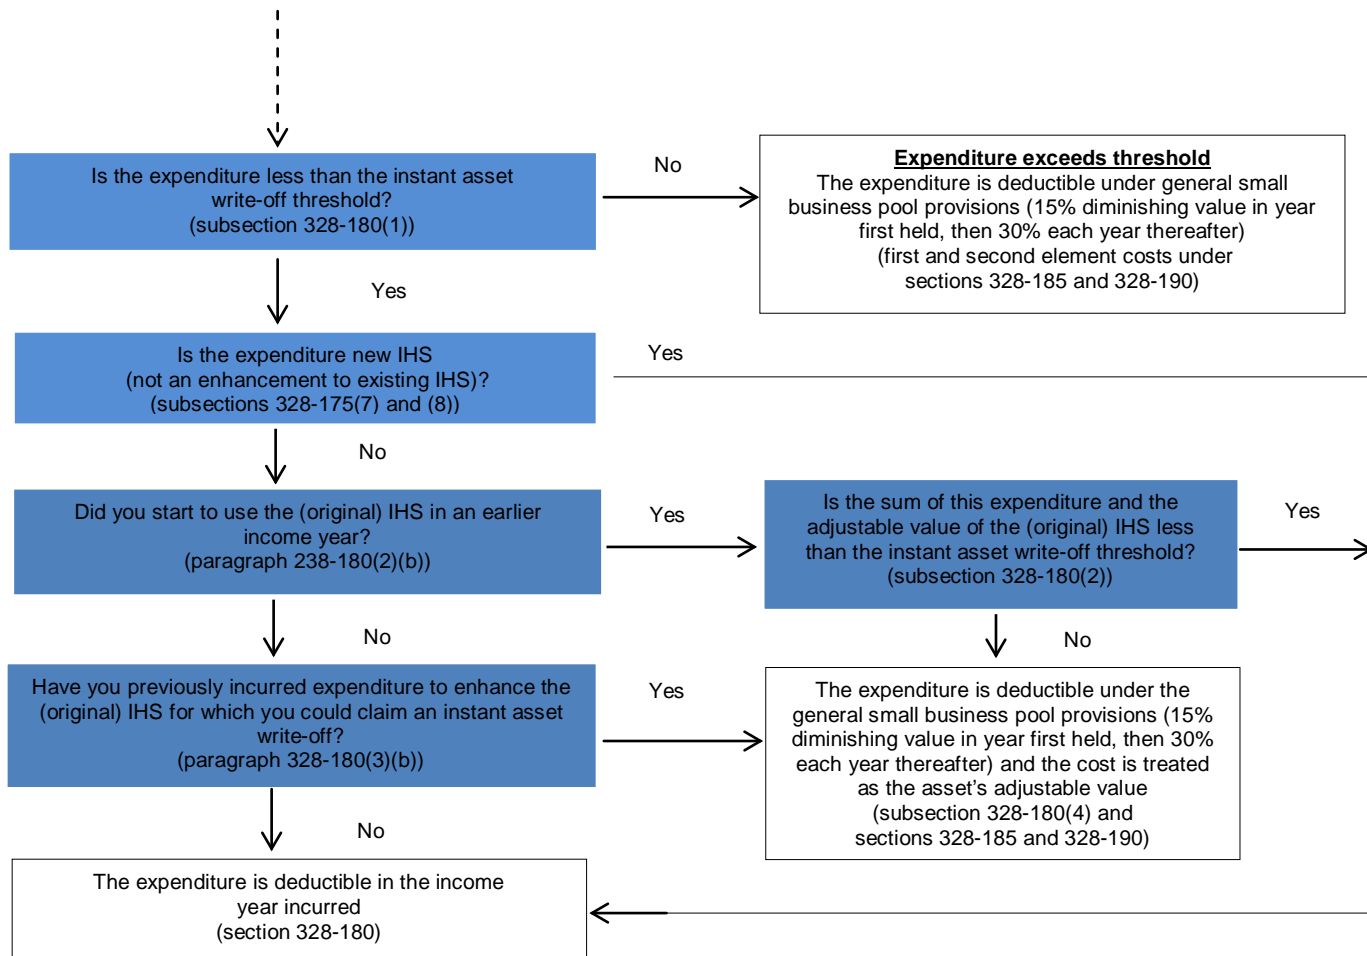 Is the expenditure less than the instant asset
write-off threshold?
(subsection 328-180(1))
No
Expenditure exceeds threshold
The expenditure is deductible under general small
business pool provisions (15% diminishing value in year
first held, then 30% each year thereafter)
(first and second element costs under
sections 328-185 and 328-190)
Yes
Is the expenditure new IHS
(not an enhancement to existing IHS)?
(subsections 328-175(7) and (8))
Yes
No
Did you start to use the (original) IHS in an earlier
income year?
(paragraph 238-180(2)(b))
Yes
Is the sum of this expenditure and the
adjustable value of the (original) IHS less
than the instant asset write-off threshold?
(subsection 328-180(2))
Yes
No
No
Have you previously incurred expenditure to enhance the
(original) IHS for which you could claim an instant asset
write-off?
(paragraph 328-180(3)(b))
Yes
The expenditure is deductible under the
general small business pool provisions (15%
diminishing value in year first held, then 30%
each year thereafter) and the cost is treated
as the asset's adjustable value
(subsection 328-180(4) and
sections 328-185 and 328-190)
No
The expenditure is deductible in the income
year incurred
(section 328-180)